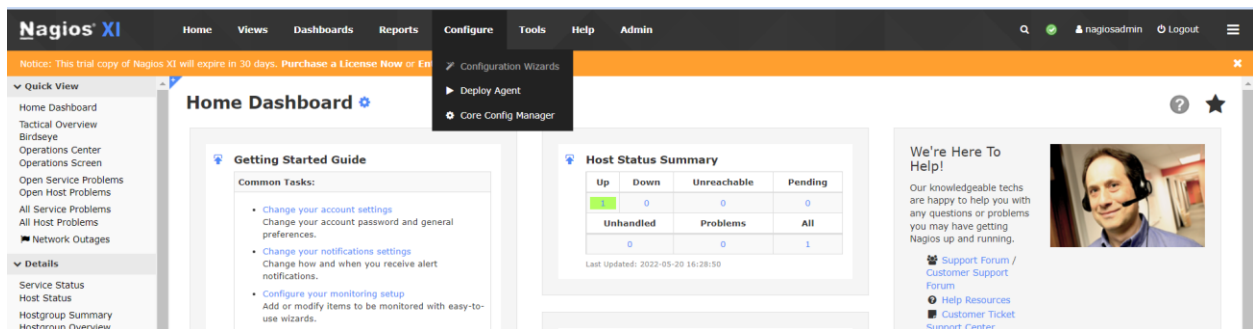 Nagios® XI
Home Views Dashboards Reports Configure Tools Help Admin
nagiosadmin Logout
Notice: This trial copy of Nagios XI will expire in 30 days. Purchase a License Now or En
Configuration Wizards
Deploy Agent
Core Config Manager
Quick View
Home Dashboard
Tactical Overview
Birdseye
Operations Center
Operations Screen
Open Service Problems
Open Host Problems
All Service Problems
All Host Problems
Network Outages
Details
Service Status
Host Status
Hostgroup Summary
Hostgroup Overview
Home Dashboard
Getting Started Guide
Common Tasks:
• Change your account settings
Change your account password and general
preferences.
• Change your notifications settings
Change how and when you receive alert
notifications.
• Configure your monitoring setup
Add or modify items to be monitored with easy-to-
use wizards.
Host Status Summary
Up Down Unreachable Pending
1 0 0 0
Unhandled Problems All
0 0 1
Last Updated: 2022-05-20 16:28:50
We're Here To
Help!
Our knowledgeable techs
are happy to help you with
any questions or problems
you may have getting
Nagios up and running.
Support Forum /
Customer Support
Forum
Help Resources
Customer Ticket
Support Center